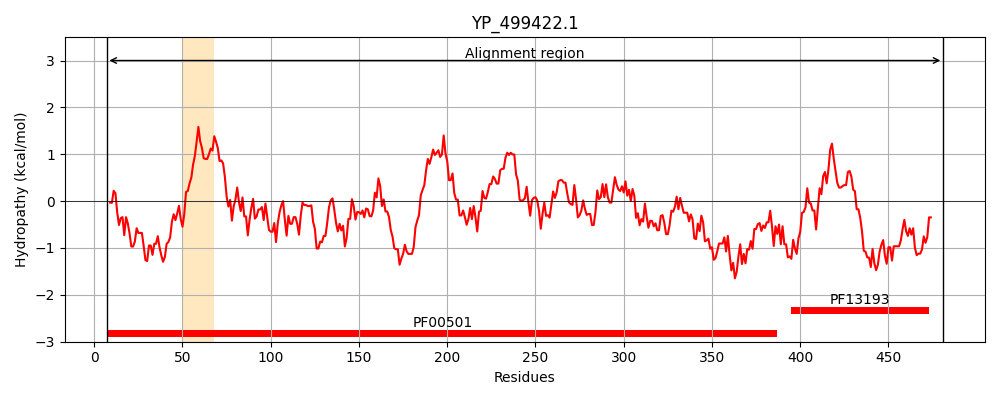 YP_499422.1
Alignment region
Hydropathy (kcal/mol)
3
2
1
0
−1
−2
−3
PF13193
PF00501
0 50 100 150 200 250 300 350 400 450
Residues